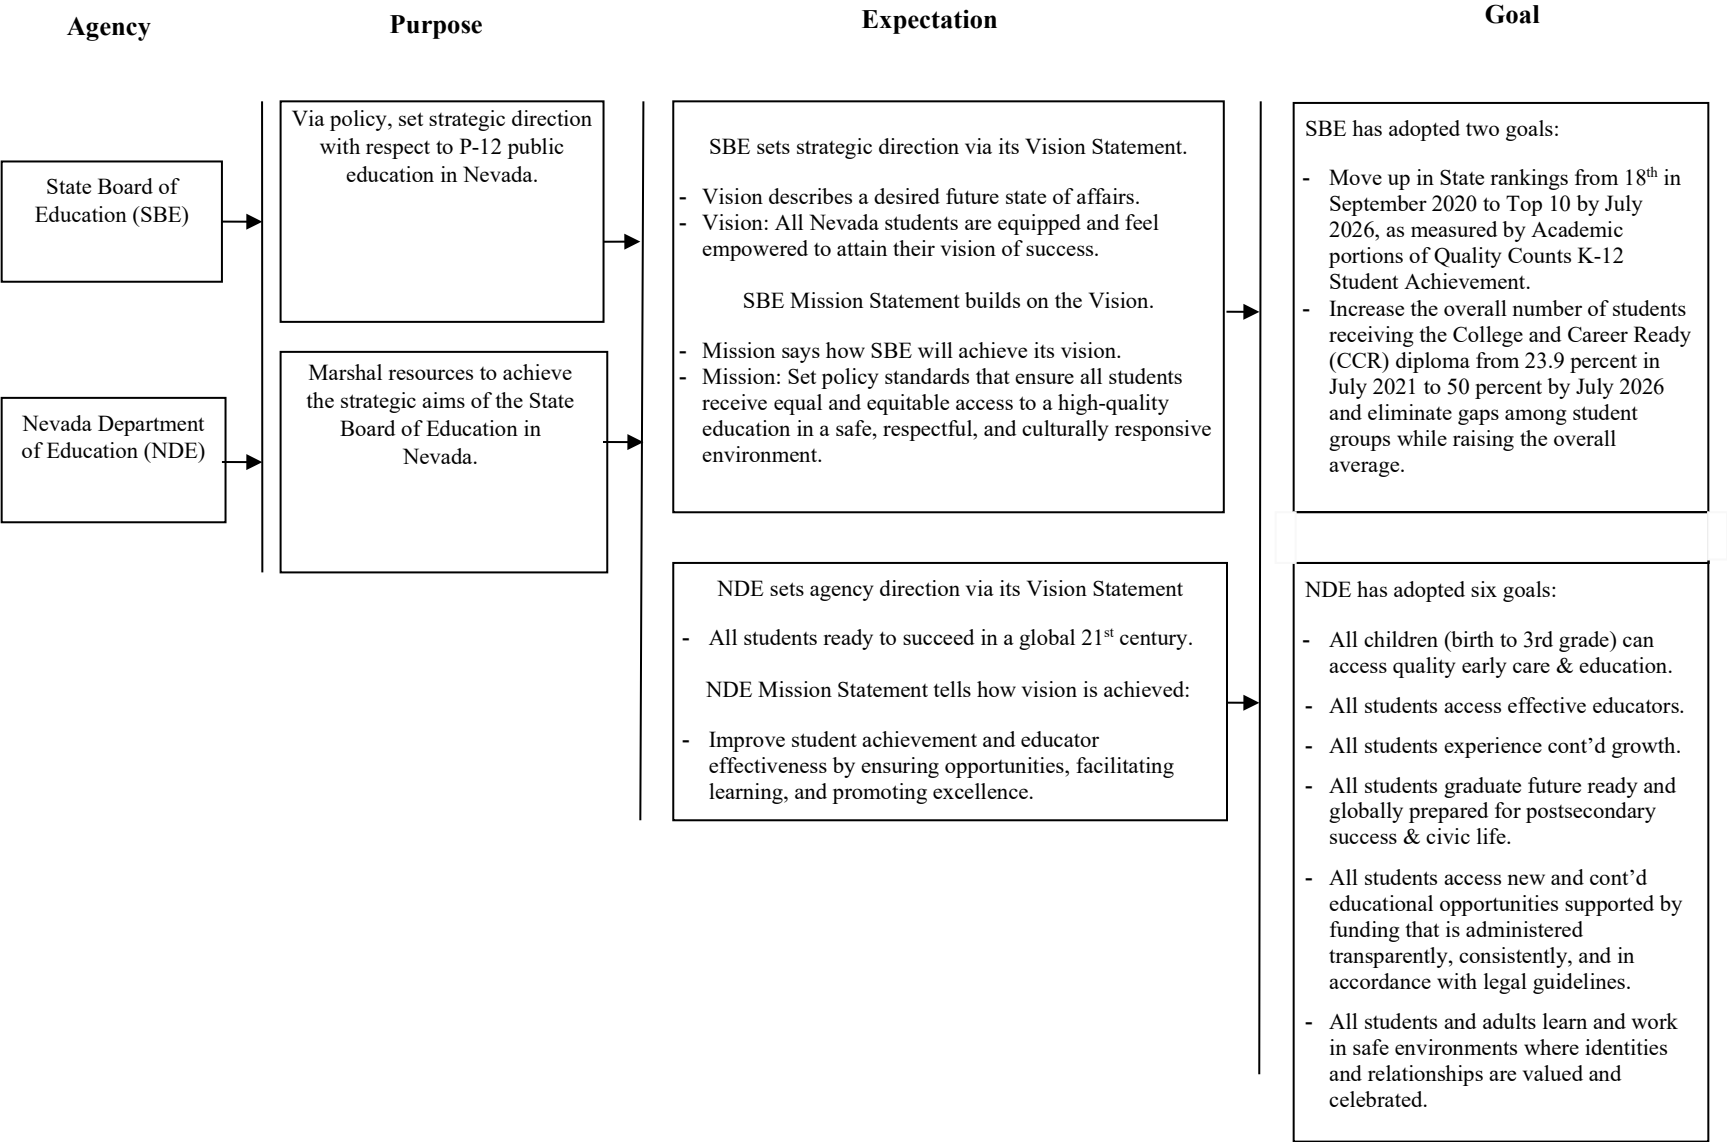 Agency
Purpose
Expectation
Goal
State Board of
Education (SBE)
Nevada Department
of Education (NDE)
Via policy, set strategic direction
with respect to P-12 public
education in Nevada.
Marshal resources to achieve
the strategic aims of the State
Board of Education in
Nevada.
SBE sets strategic direction via its Vision Statement.
- Vision describes a desired future state of affairs.
- Vision: All Nevada students are equipped and feel
empowered to attain their vision of success.
SBE Mission Statement builds on the Vision.
- Mission says how SBE will achieve its vision.
- Mission: Set policy standards that ensure all students
receive equal and equitable access to a high-quality
education in a safe, respectful, and culturally responsive
environment.
NDE sets agency direction via its Vision Statement
- All students ready to succeed in a global 21st century.
NDE Mission Statement tells how vision is achieved:
- Improve student achievement and educator
effectiveness by ensuring opportunities, facilitating
learning, and promoting excellence.
SBE has adopted two goals:
- Move up in State rankings from 18th in
September 2020 to Top 10 by July
2026, as measured by Academic
portions of Quality Counts K-12
Student Achievement.
- Increase the overall number of students
receiving the College and Career Ready
(CCR) diploma from 23.9 percent in
July 2021 to 50 percent by July 2026
and eliminate gaps among student
groups while raising the overall
average.
NDE has adopted six goals:
- All children (birth to 3rd grade) can
access quality early care & education.
- All students access effective educators.
- All students experience cont’d growth.
- All students graduate future ready and
globally prepared for postsecondary
success & civic life.
- All students access new and cont’d
educational opportunities supported by
funding that is administered
transparently, consistently, and in
accordance with legal guidelines.
- All students and adults learn and work
in safe environments where identities
and relationships are valued and
celebrated.